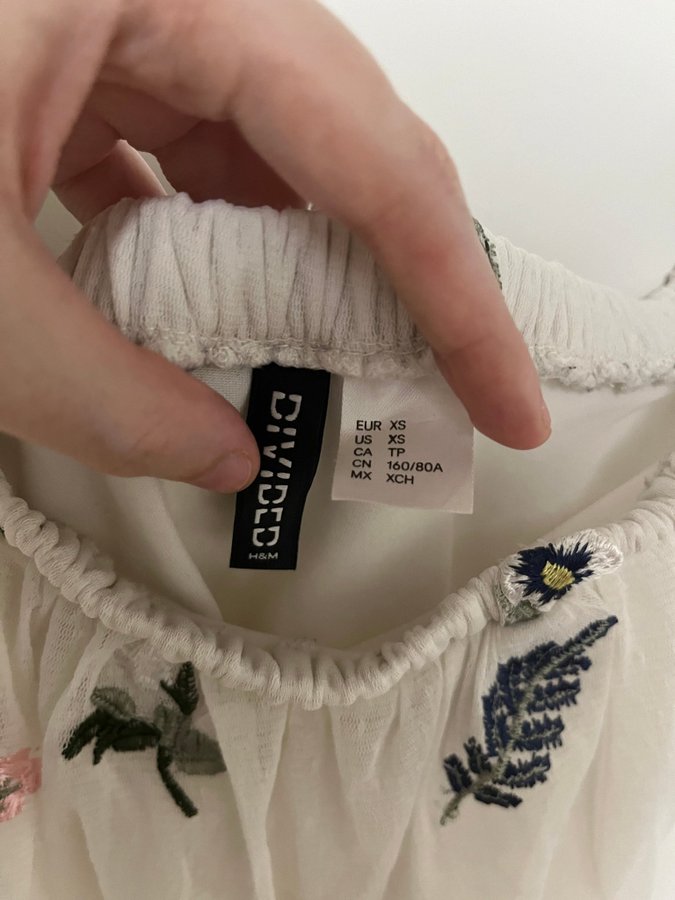 DIVIDED
H&M
EUR XS
US XS
CA TP
CN 160/80A
MX XCH